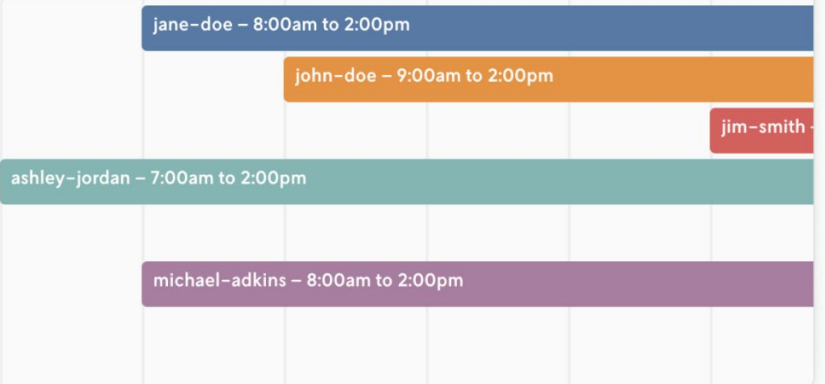 jane-doe – 8:00am to 2:00pm
john-doe – 9:00am to 2:00pm
jim-smith -
ashley-jordan – 7:00am to 2:00pm
michael-adkins – 8:00am to 2:00pm